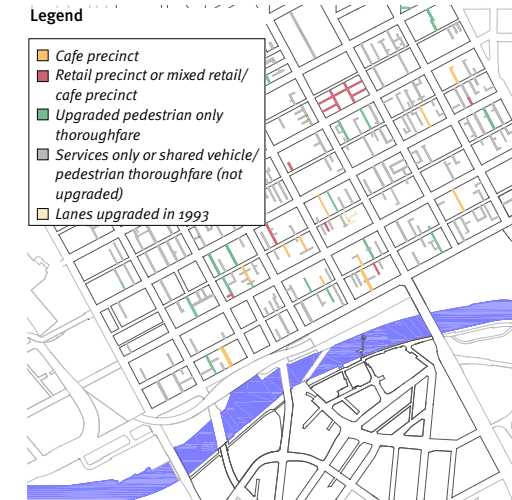 Legend
Cafe precinct
Retail precinct or mixed retail/
cafe precinct
Upgraded pedestrian only
thoroughfare
Services only or shared vehicle/
pedestrian thoroughfare (not
upgraded)
Lanes upgraded in 1993